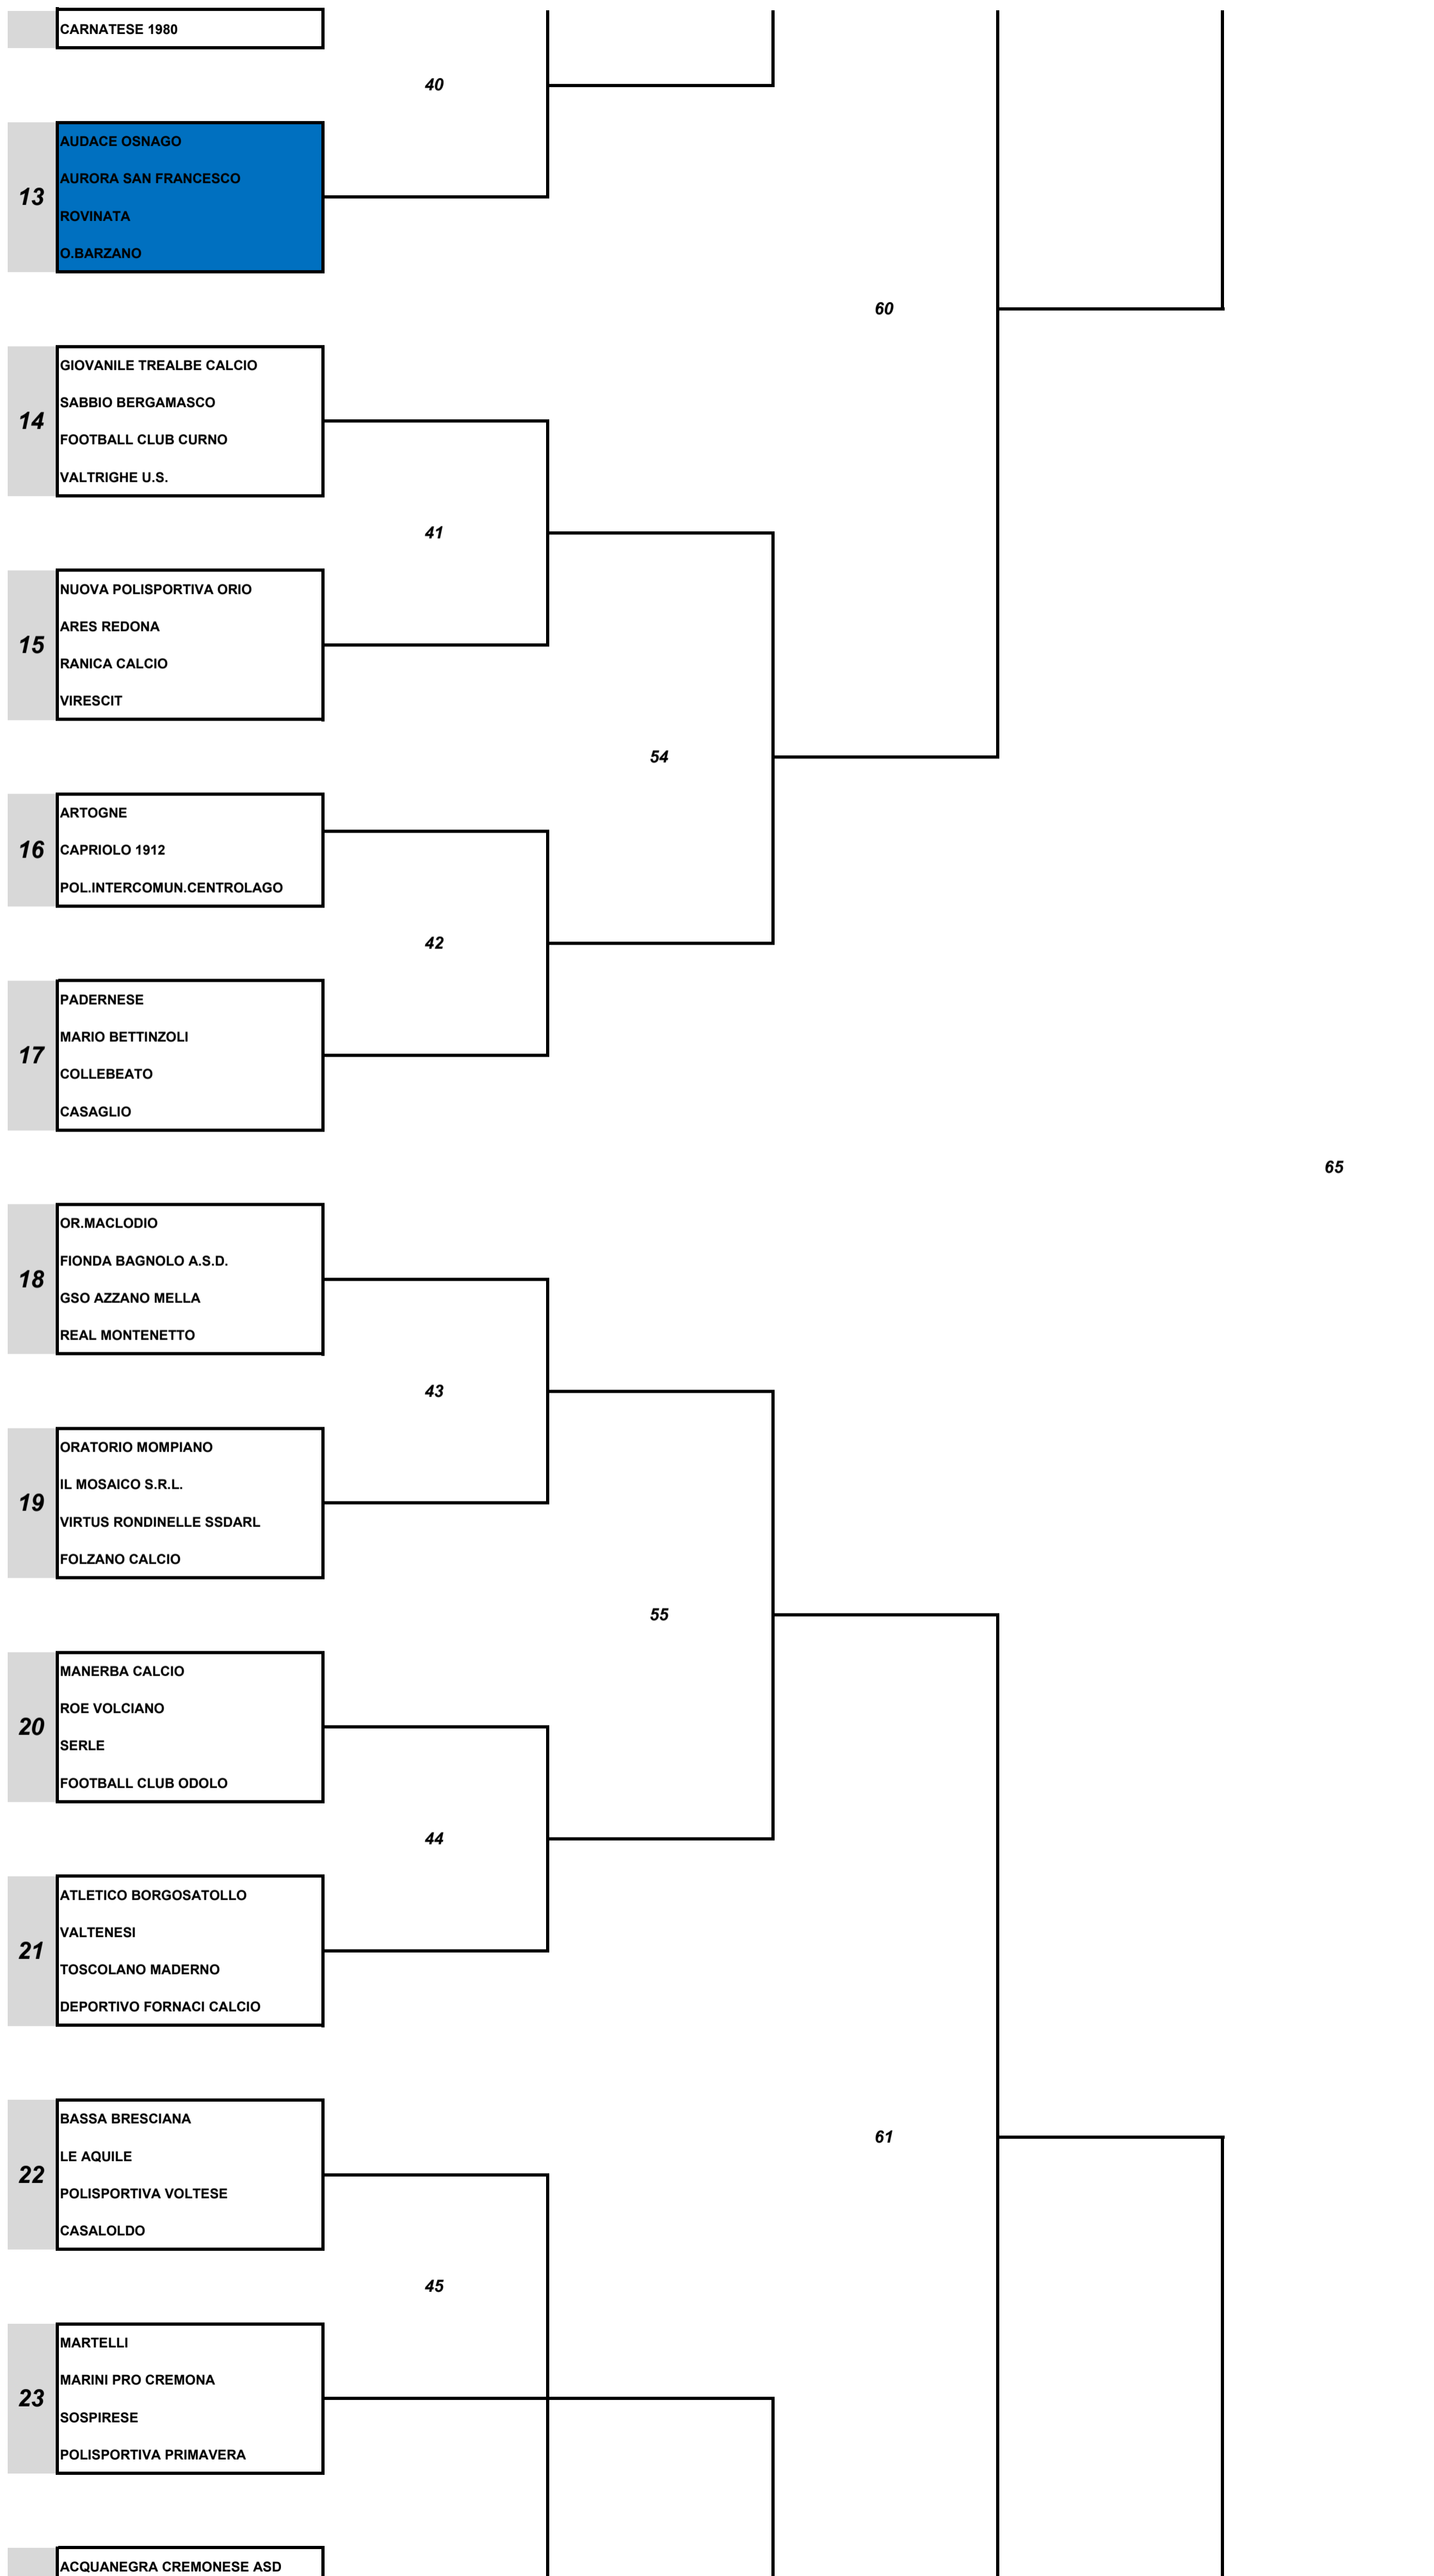 CARNATESE 1980
40
13
AUDACE OSNAGO
AURORA SAN FRANCESCO
ROVINATA
O.BARZANO
60
14
GIOVANILE TREALBE CALCIO
SABBIO BERGAMASCO
FOOTBALL CLUB CURNO
VALTRIGHE U.S.
41
15
NUOVA POLISPORTIVA ORIO
ARES REDONA
RANICA CALCIO
VIRESCIT
54
16
ARTOGNE
CAPRIOLO 1912
POL.INTERCOMUN.CENTROLAGO
42
17
PADERNESE
MARIO BETTINZOLI
COLLEBEATO
CASAGLIO
65
18
OR.MACLODIO
FIONDA BAGNOLO A.S.D.
GSO AZZANO MELLA
REAL MONTENETTO
43
19
ORATORIO MOMPIANO
IL MOSAICO S.R.L.
VIRTUS RONDINELLE SSDARL
FOLZANO CALCIO
55
20
MANERBA CALCIO
ROE VOLCIANO
SERLE
FOOTBALL CLUB ODOLO
44
21
ATLETICO BORGOSATOLLO
VALTENESI
TOSCOLANO MADERNO
DEPORTIVO FORNACI CALCIO
61
22
BASSA BRESCIANA
LE AQUILE
POLISPORTIVA VOLTESE
CASALOLDO
45
23
MARTELLI
MARINI PRO CREMONA
SOSPIRESE
POLISPORTIVA PRIMAVERA
ACQUANEGRA CREMONESE ASD